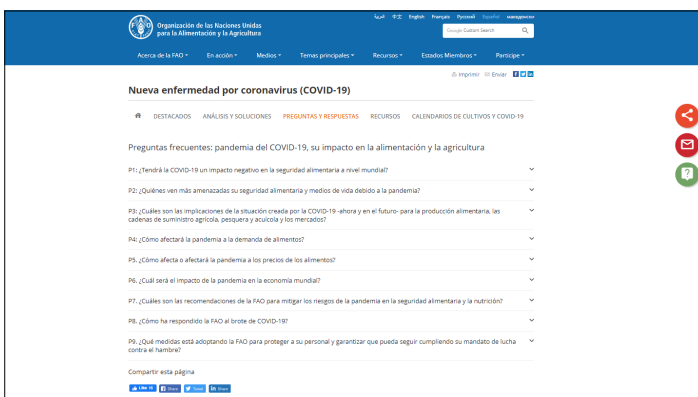 Organización de las Naciones Unidas
para la Alimentación y la Agricultura
العربية 中文 English Français Русский Español
Google Custom Search
Acerca de la FAO En acción Medios Temas principales Recursos Estados Miembros Participe
Imprimir Enviar
Nueva enfermedad por coronavirus (COVID-19)
DESTACADOS ANÁLISIS Y SOLUCIONES PREGUNTAS Y RESPUESTAS RECURSOS CALENDARIOS DE CULTIVOS Y COVID-19
Preguntas frecuentes: pandemia del COVID-19, su impacto en la alimentación y la agricultura
P1: ¿Tendrá la COVID-19 un impacto negativo en la seguridad alimentaria a nivel mundial?
P2: ¿Quiénes ven más amenazadas su seguridad alimentaria y medios de vida debido a la pandemia?
P3: ¿Cuáles son las implicaciones de la situación creada por la COVID-19 -ahora y en el futuro- para la producción alimentaria, las
cadenas de suministro agrícola, pesquera y acuícola y los mercados?
P4: ¿Cómo afectará la pandemia a la demanda de alimentos?
P5. ¿Cómo afecta o afectará la pandemia a los precios de los alimentos?
P6. ¿Cuál será el impacto de la pandemia en la economía mundial?
P7. ¿Cuáles son las recomendaciones de la FAO para mitigar los riesgos de la pandemia en la seguridad alimentaria y la nutrición?
P8. ¿Cómo ha respondido la FAO al brote de COVID-19?
P9. ¿Qué medidas está adoptando la FAO para proteger a su personal y garantizar que pueda seguir cumpliendo su mandato de lucha
contra el hambre?
Compartir esta página
Like Share Tweet Share